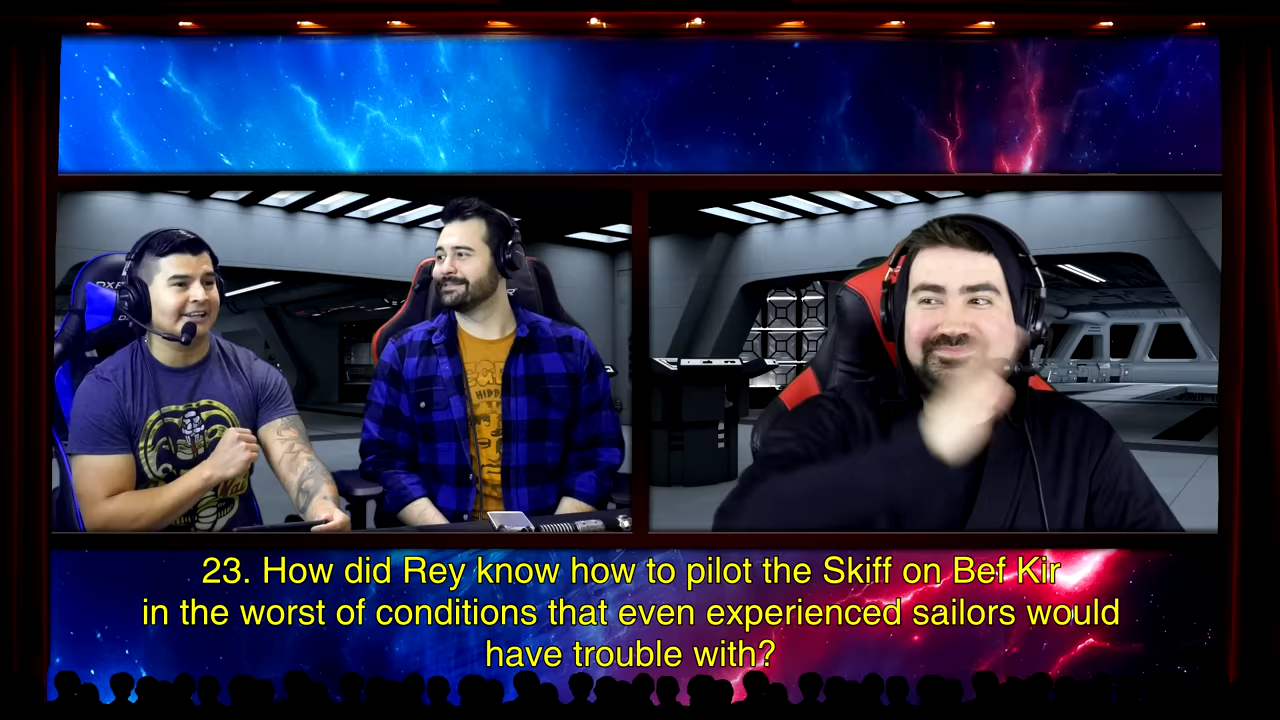 DX
23. How did Rey know how to pilot the Skiff on Bef Kir
in the worst of conditions that even experienced sailors would
have trouble with?